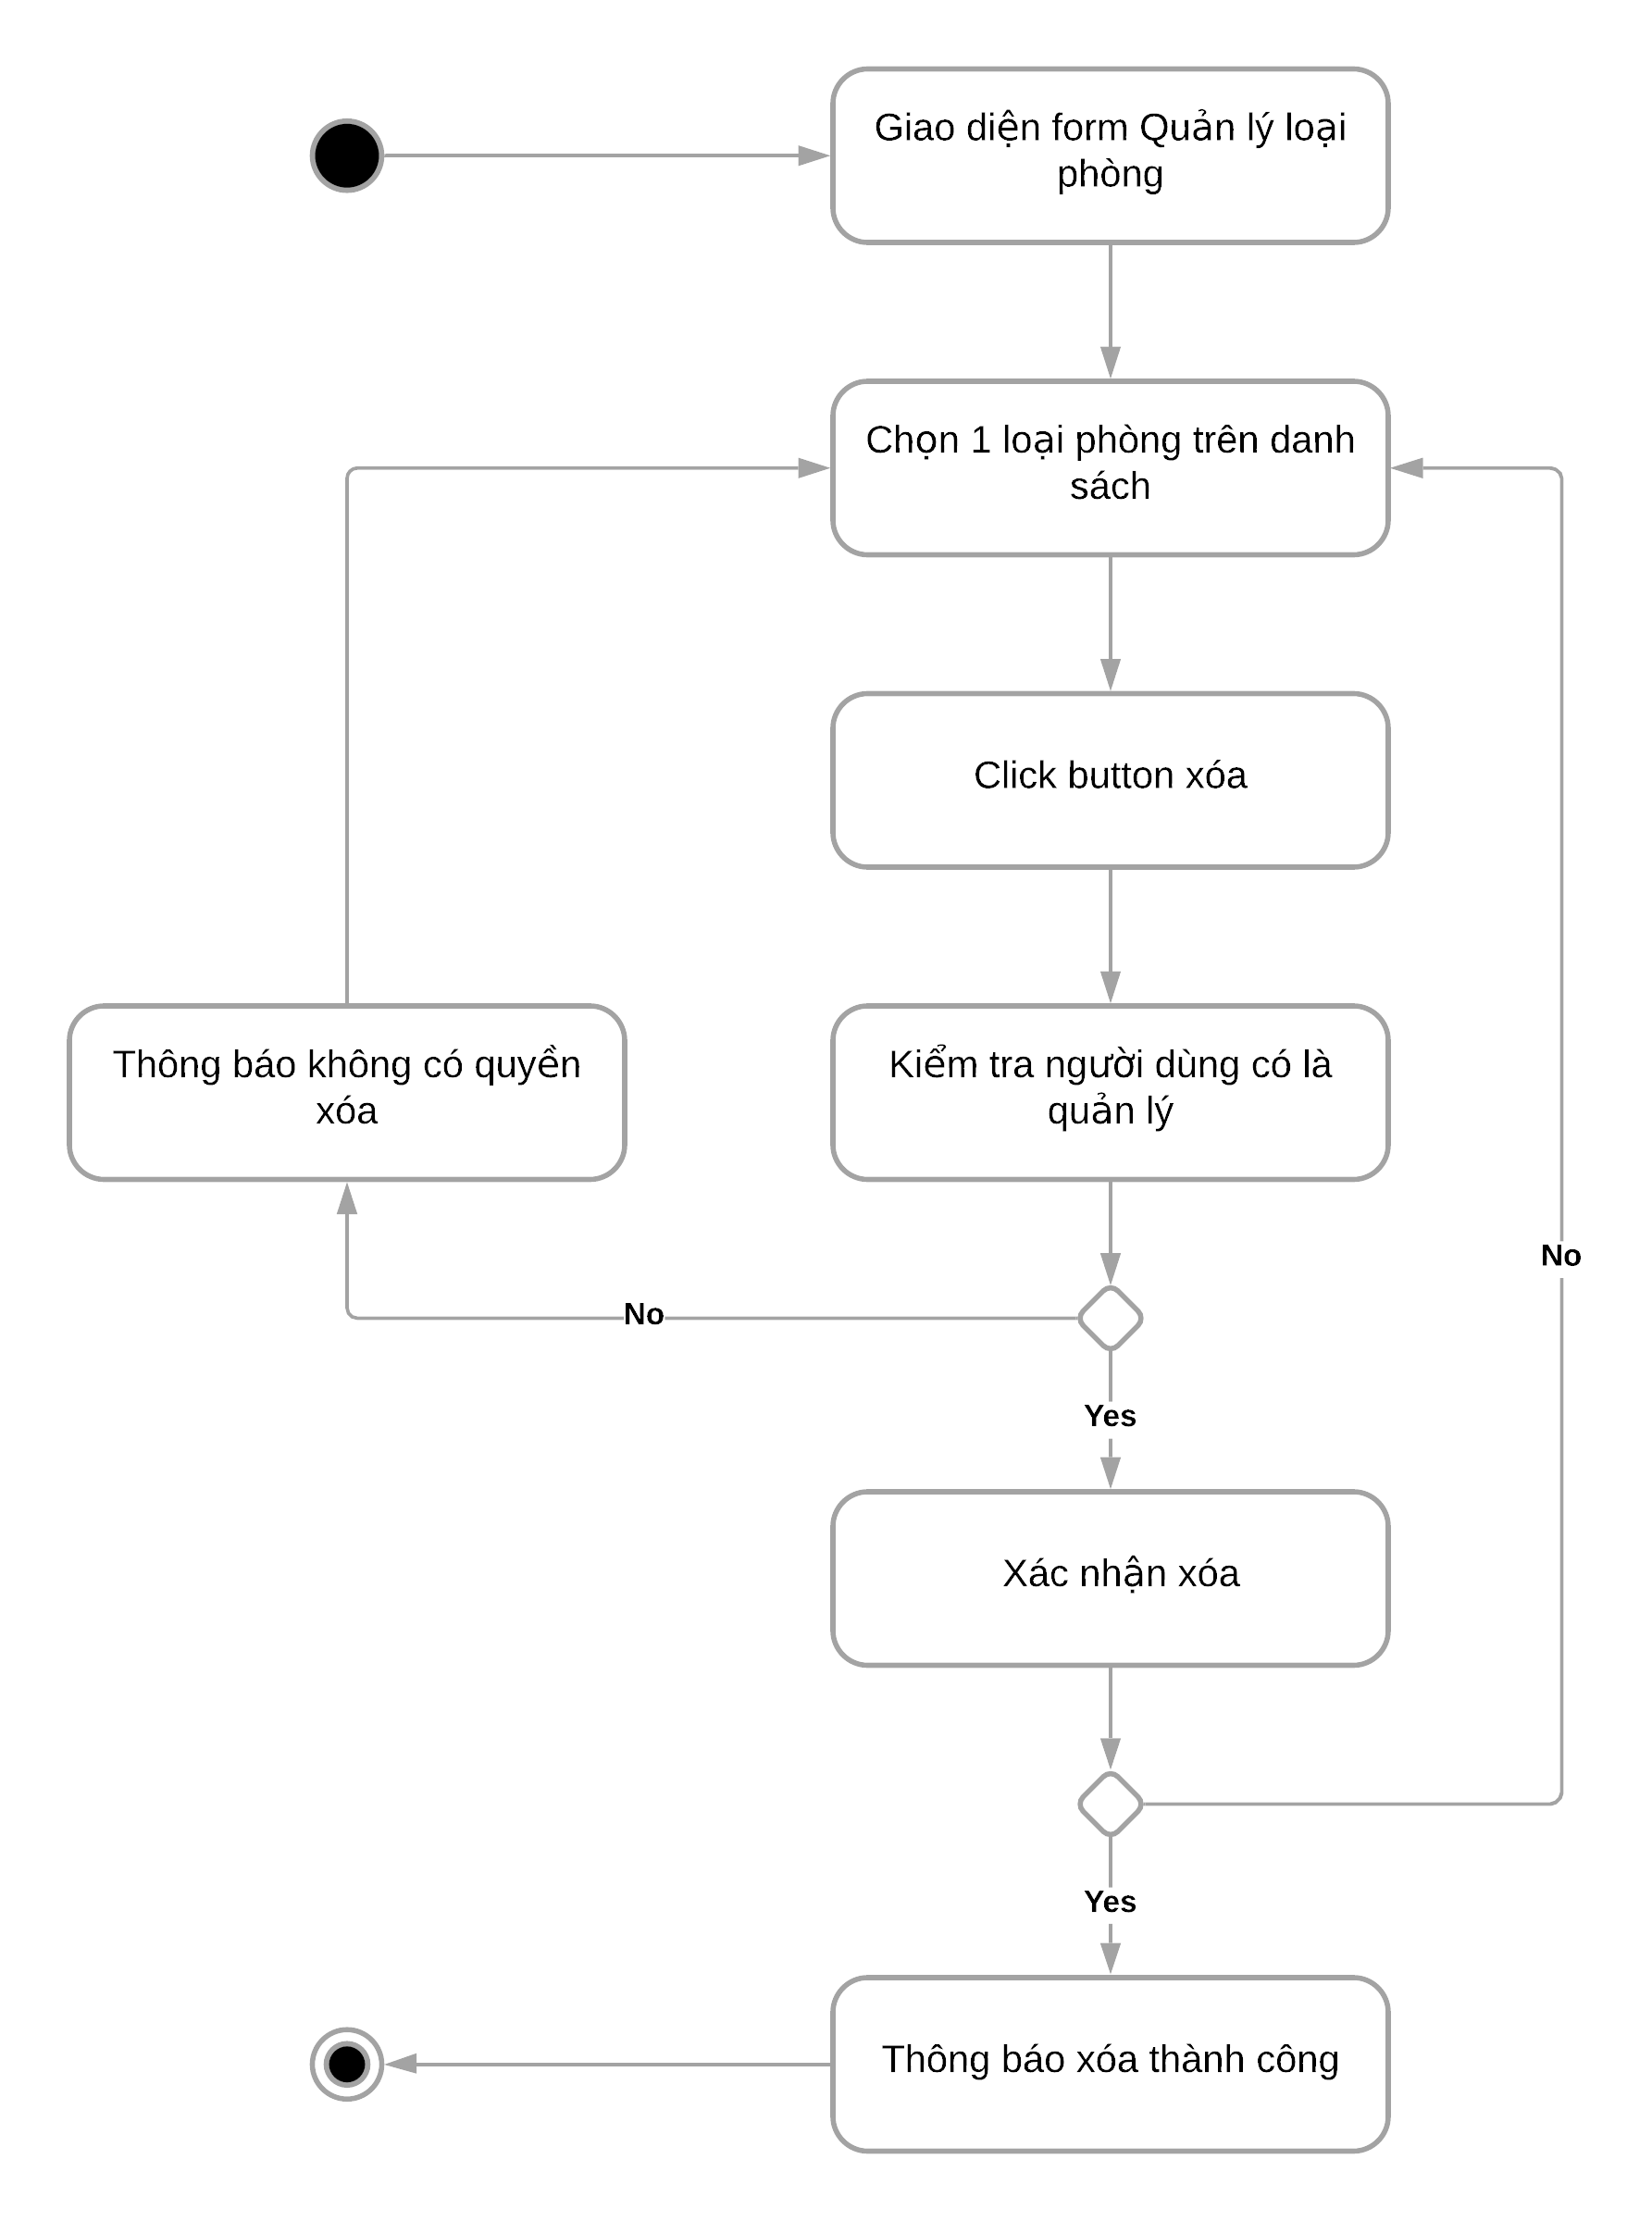 Giao diện form Quản lý loại
phòng
Chọn 1 loại phòng trên danh
sách
Click button xóa
Thông báo không có quyền
xóa
Kiểm tra người dùng có là
quản lý
No
No
Yes
Xác nhận xóa
Yes
Thông báo xóa thành công